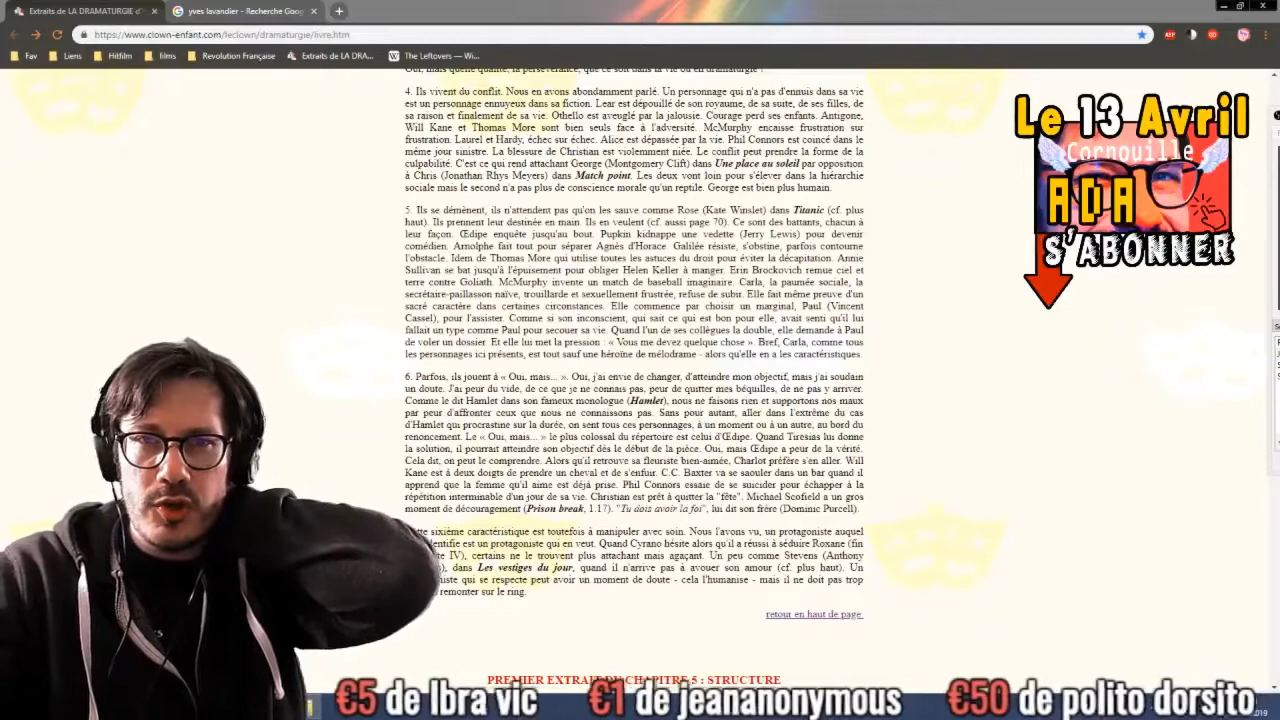 Extraits de LA DRAMATURGIE d'
yves lavandier - Recherche Goog
https://www.clown-enfant.com/leclown/dramaturgie/livre.htm
Fav
Liens
Hitfilm
films
Revolution Française
Extraits de LA DRA...
The Leftovers — Wi...
Oui, mais quelle qualité, la persévérance, que ce soit dans la vie ou en dramaturgie !
4. Ils vivent du conflit. Nous en avons abondamment parlé. Un personnage qui n'a pas d'ennuis dans sa vie
est un personnage ennuyeux dans sa fiction. Lear est dépouillé de son royaume, de sa suite, de ses filles, de
sa raison et finalement de sa vie. Othello est aveuglé par la jalousie. Courage perd ses enfants. Antigone,
Will Kane et Thomas More sont bien seuls face à l'adversité. McMurphy encaisse frustration sur
frustration. Laurel et Hardy, échec sur échec. Alice est dépassée par la vie. Phil Connors est coincé dans le
même jour sinistre. La blessure de Christian est violemment niée. Le conflit peut prendre la forme de la
culpabilité. C'est ce qui rend attachant George (Montgomery Clift) dans Une place au soleil par opposition
à Chris (Jonathan Rhys Meyers) dans Match point. Les deux vont loin pour s'élever dans la hiérarchie
sociale mais le second n'a pas plus de conscience morale qu'un reptile. George est bien plus humain.
5. Ils se démènent, ils n'attendent pas qu'on les sauve comme Rose (Kate Winslet) dans Titanic (cf. plus
haut). Ils prennent leur destinée en main. Ils en veulent (cf. aussi page 70). Ce sont des battants, chacun à
leur façon. Œdipe enquête jusqu'au bout. Pupkin kidnappe une vedette (Jerry Lewis) pour devenir
comédien. Arnolphe fait tout pour séparer Agnès d'Horace. Galilée résiste, s'obstine, parfois contourne
l'obstacle. Idem de Thomas More qui utilise toutes les astuces du droit pour éviter la décapitation. Annie
Sullivan se bat jusqu'à l'épuisement pour obliger Helen Keller à manger. Erin Brockovich remue ciel et
terre contre Goliath. McMurphy invente un match de baseball imaginaire. Carla, la paumée sociale, la
secrétaire-paillasson naïve, trouillarde et sexuellement frustrée, refuse de subir. Elle fait même preuve d'un
sacré caractère dans certaines circonstances. Elle commence par choisir un marginal, Paul (Vincent
Cassel), pour l'assister. Comme si son inconscient, qui sait ce qui est bon pour elle, avait senti qu'il lui
fallait un type comme Paul pour secouer sa vie. Quand l'un de ses collègues la double, elle demande à Paul
de voler un dossier. Et elle lui met la pression : « Vous me devez quelque chose ». Bref, Carla, comme tous
les personnages ici présents, est tout sauf une héroïne de mélodrame - alors qu'elle en a les caractéristiques.
6. Parfois, ils jouent à « Oui, mais... ». Oui, j'ai envie de changer, d'atteindre mon objectif, mais j'ai soudain
un doute. J'ai peur du vide, de ce que je ne connais pas, peur de quitter mes béquilles, de ne pas y arriver.
Comme le dit Hamlet dans son fameux monologue (Hamlet), nous ne faisons rien et supportons nos maux
par peur d'affronter ceux que nous ne connaissons pas. Sans pour autant, aller dans l'extrême du cas
d'Hamlet qui procrastine sur la durée, on sent tous ces personnages, à un moment ou à un autre, au bord du
renoncement. Le « Oui, mais... » le plus colossal du répertoire est celui d'Œdipe. Quand Tiresias lui donne
la solution, il pourrait atteindre son objectif dès le début de la pièce. Oui, mais Œdipe a peur de la vérité.
Cela dit, on peut le comprendre. Alors qu'il retrouve sa fleuriste bien-aimée, Charlot préfère s'en aller. Will
Kane est à deux doigts de prendre un cheval et de s'enfuir. C.C. Baxter va se saouler dans un bar quand il
apprend que la femme qu'il aime est déjà prise. Phil Connors essaie de se suicider pour échapper à la
répétition interminable d'un jour de sa vie. Christian est prêt à quitter la "fête". Michael Scofield a un gros
moment de découragement (Prison break, 1.17). "Tu dois avoir la foi", lui dit son frère (Dominic Purcell).
sixième caractéristique est toutefois à manipuler avec soin. Nous l'avons vu, un protagoniste auquel
identifie est un protagoniste qui en veut. Quand Cyrano hésite alors qu'il a réussi à séduire Roxane (fin
IV), certains ne le trouvent plus attachant mais agaçant. Un peu comme Stevens (Anthony
dans Les vestiges du jour, quand il n'arrive pas à avouer son amour (cf. plus haut). Un
qui se respecte peut avoir un moment de doute - cela l'humanise - mais il ne doit pas trop
remonter sur le ring.
retour en haut de page
PREMIER EXTRAIT DU CHAPITRE 5 : STRUCTURE
Le 13 Avril
Cornouille
ADA
S'ABONNER
€5 de Ibra vic €1 de jeananonymous €50 de polito dorsito
2019